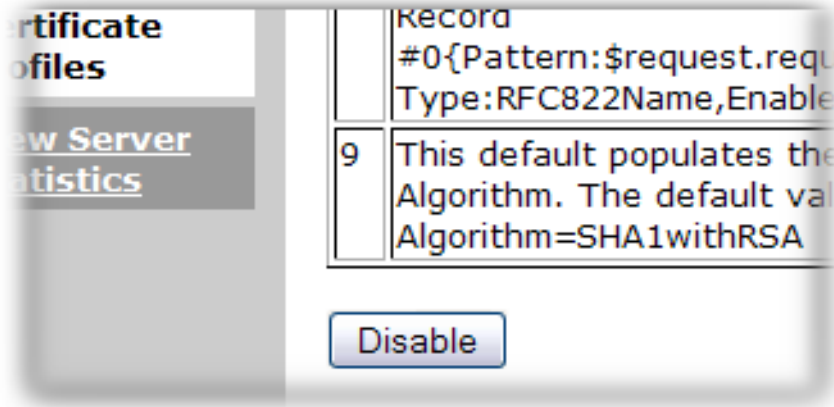 rtificate
ofiles
ew Server
atistics
Record
#0{Pattern:$request.requ
Type:RFC822Name,Enable
9 This default populates the
Algorithm. The default val
Algorithm=SHA1withRSA
Disable